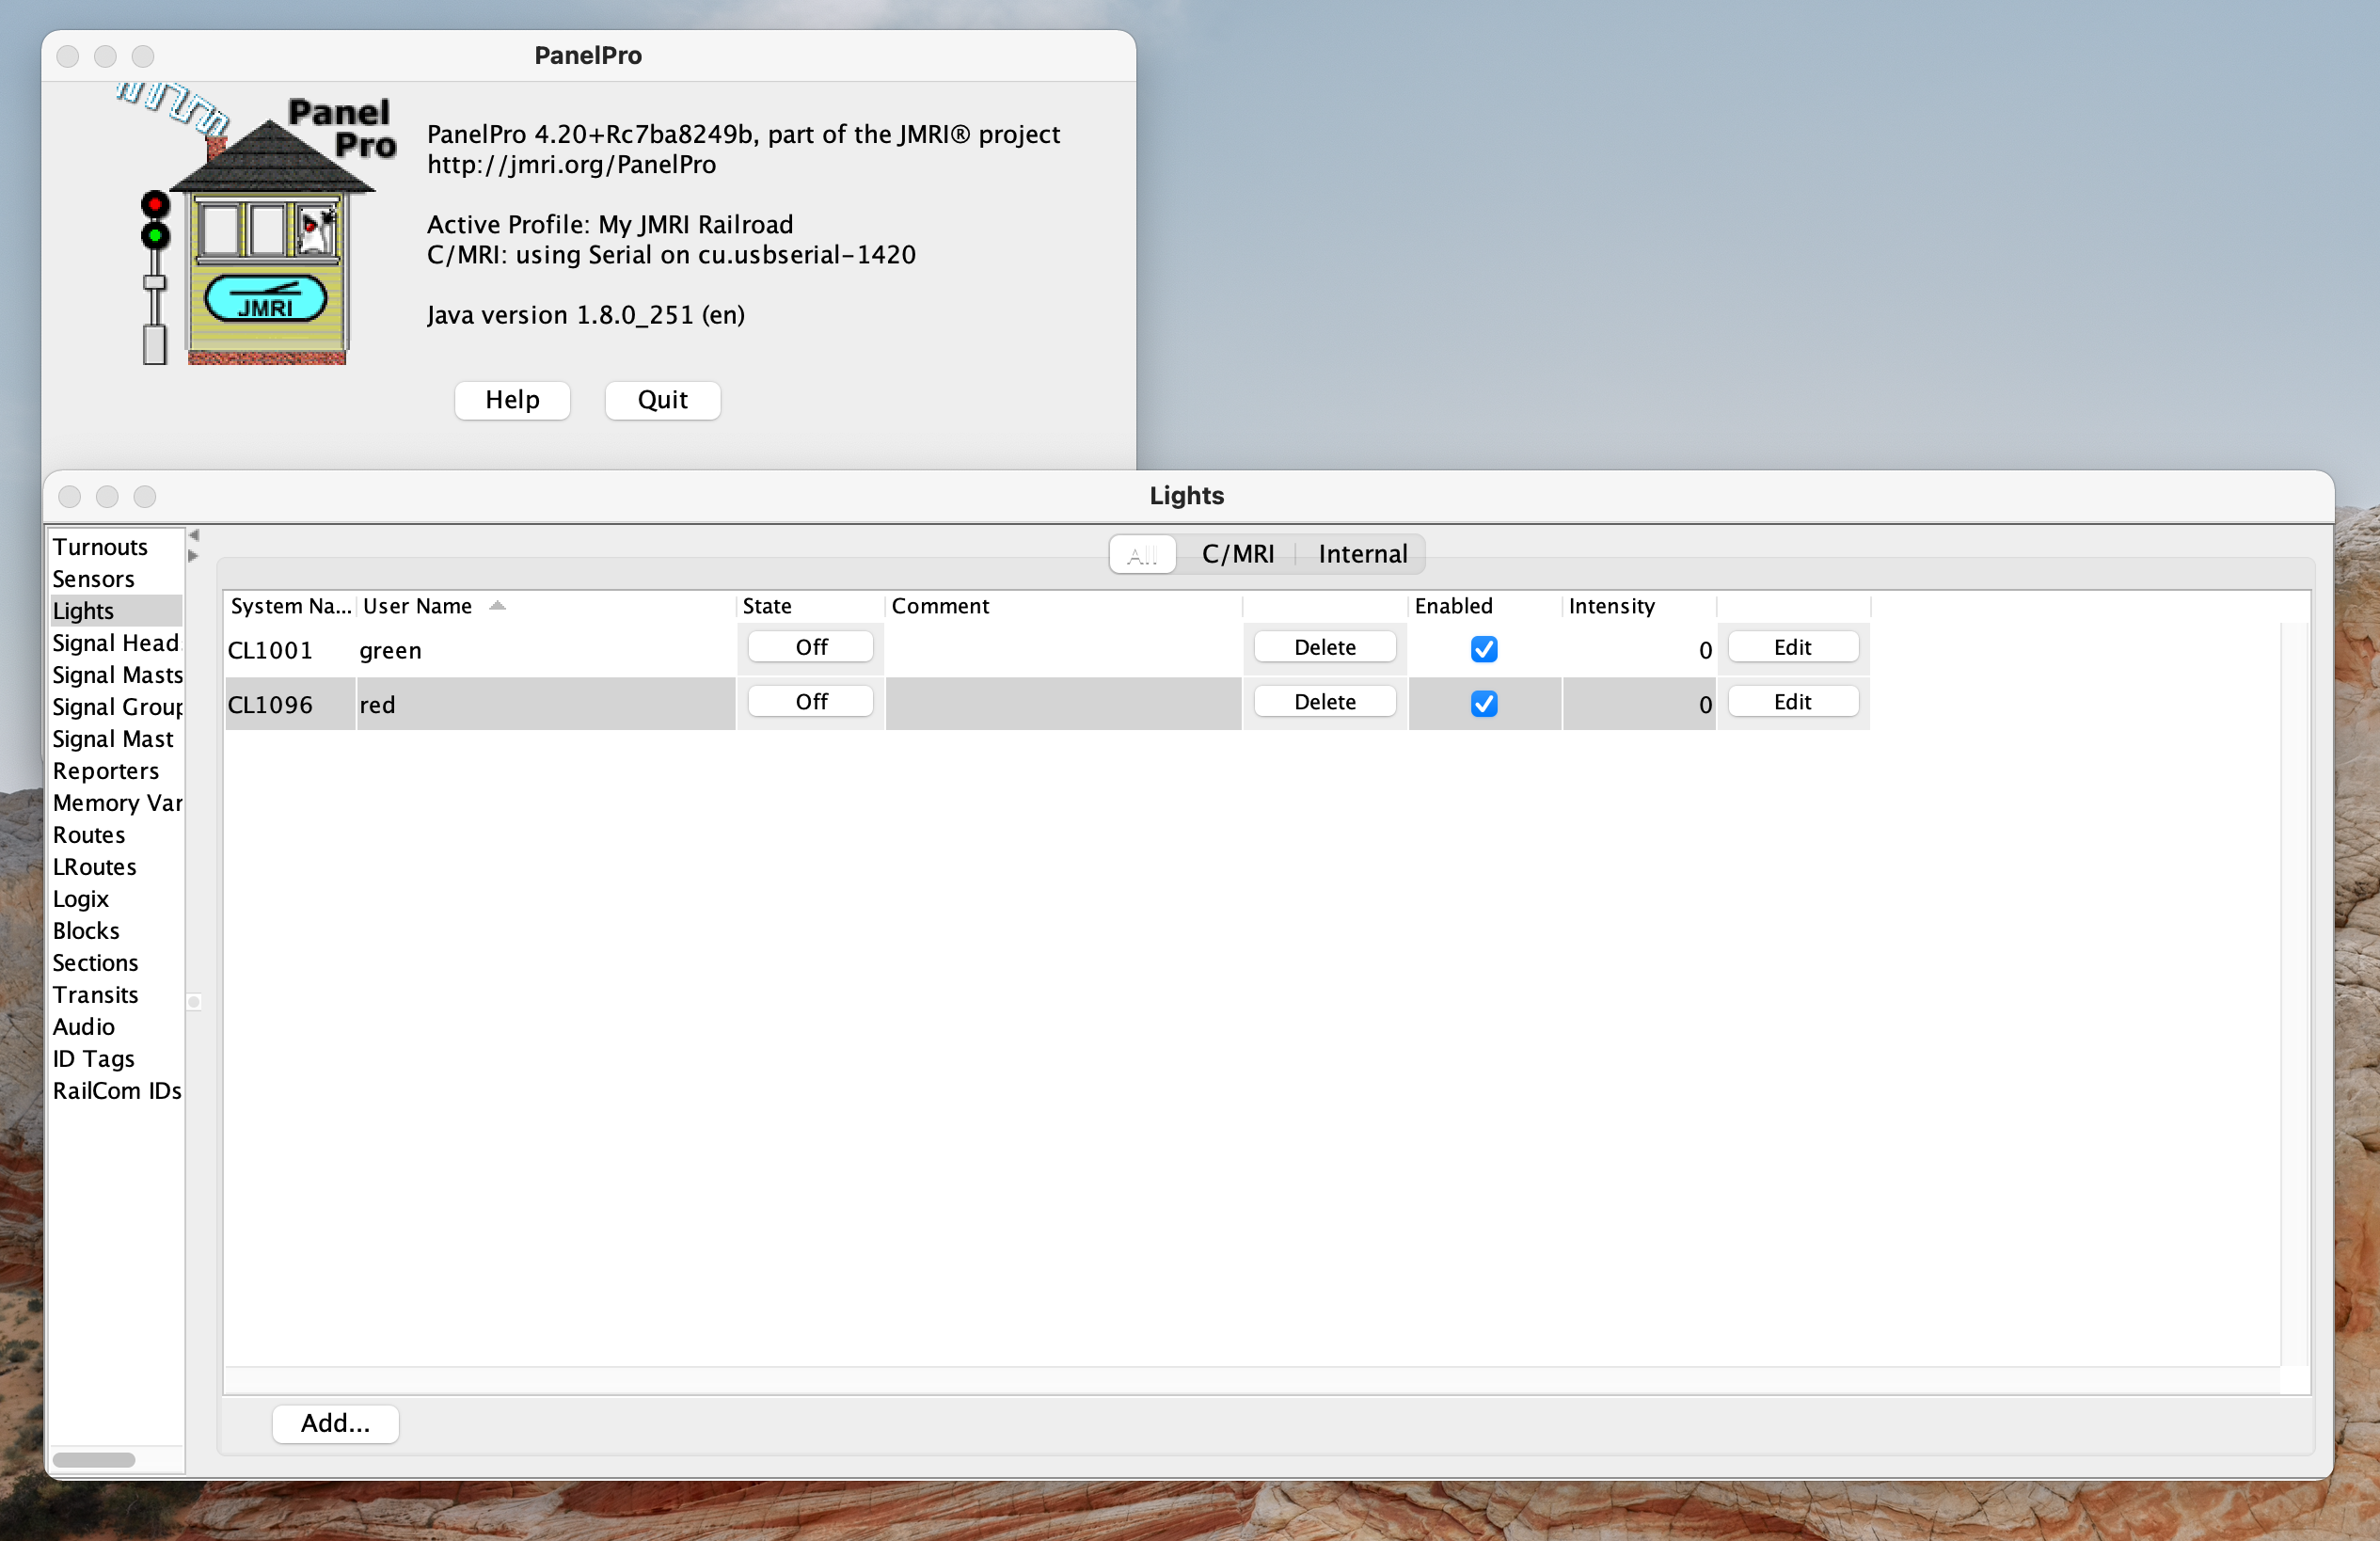 PanelPro
Panel
Pro
PanelPro 4.20+Rc7ba8249b, part of the JMRI® project
http://jmri.org/PanelPro
Active Profile: My JMRI Railroad
C/MRI: using Serial on cu.usbserial-1420
Java version 1.8.0_251 (en)
JMRI
Help Quit
Lights
Turnouts
Sensors
Lights
Signal Head
Signal Masts
Signal Group
Signal Mast
Reporters
Memory Var
Routes
LRoutes
Logix
Blocks
Sections
Transits
Audio
ID Tags
RailCom IDs
All C/MRI Internal
System Na... User Name State Comment Enabled Intensity
CL1001 green Off Delete 0 Edit
CL1096 red Off Delete 0 Edit
Add...